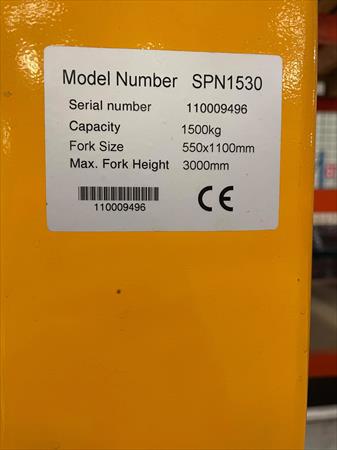 Model Number SPN1530
Serial number 110009496
Capacity 1500kg
Fork Size 550x1100mm
Max. Fork Height 3000mm
110009496
CE